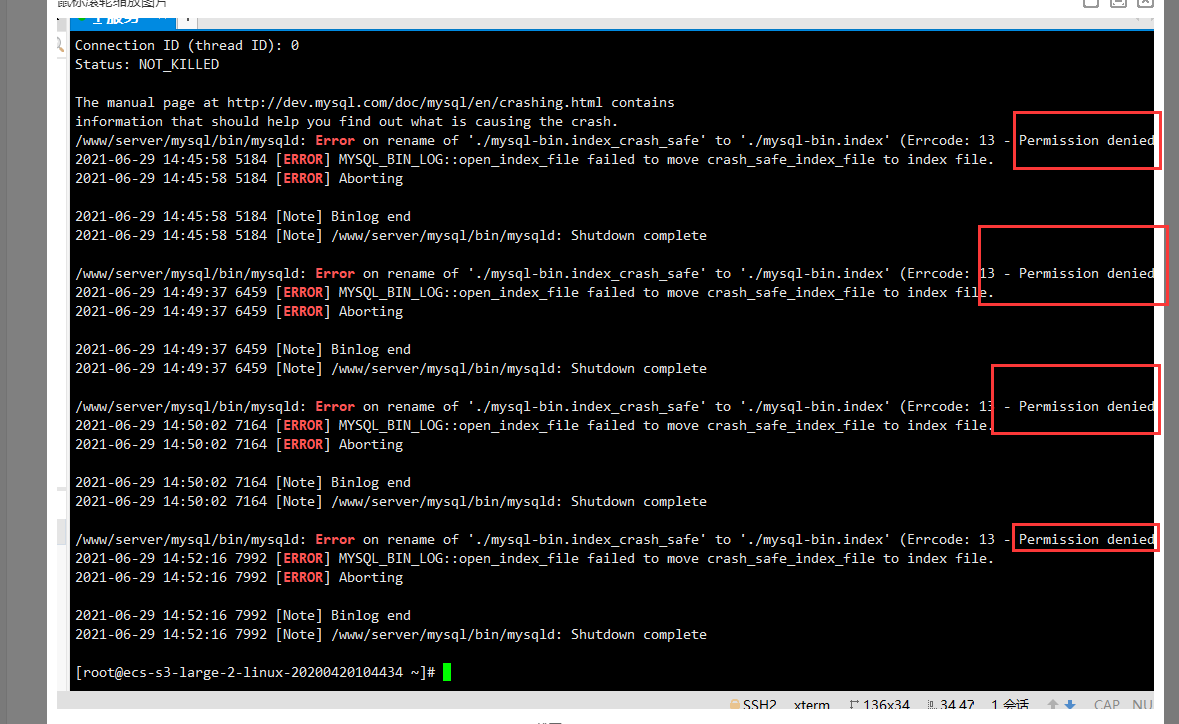 鼠标滚轮缩放图片
1 服务
Connection ID (thread ID): 0
Status: NOT_KILLED
The manual page at http://dev.mysql.com/doc/mysql/en/crashing.html contains
information that should help you find out what is causing the crash.
/www/server/mysql/bin/mysqld: Error on rename of './mysql-bin.index_crash_safe' to './mysql-bin.index' (Errcode: 13 - Permission denied
2021-06-29 14:45:58 5184 [ERROR] MYSQL_BIN_LOG::open_index_file failed to move crash_safe_index_file to index file.
2021-06-29 14:45:58 5184 [ERROR] Aborting
2021-06-29 14:45:58 5184 [Note] Binlog end
2021-06-29 14:45:58 5184 [Note] /www/server/mysql/bin/mysqld: Shutdown complete
/www/server/mysql/bin/mysqld: Error on rename of './mysql-bin.index_crash_safe' to './mysql-bin.index' (Errcode: 13 - Permission denied
2021-06-29 14:49:37 6459 [ERROR] MYSQL_BIN_LOG::open_index_file failed to move crash_safe_index_file to index file.
2021-06-29 14:49:37 6459 [ERROR] Aborting
2021-06-29 14:49:37 6459 [Note] Binlog end
2021-06-29 14:49:37 6459 [Note] /www/server/mysql/bin/mysqld: Shutdown complete
/www/server/mysql/bin/mysqld: Error on rename of './mysql-bin.index_crash_safe' to './mysql-bin.index' (Errcode: 13 - Permission denied
2021-06-29 14:50:02 7164 [ERROR] MYSQL_BIN_LOG::open_index_file failed to move crash_safe_index_file to index file.
2021-06-29 14:50:02 7164 [ERROR] Aborting
2021-06-29 14:50:02 7164 [Note] Binlog end
2021-06-29 14:50:02 7164 [Note] /www/server/mysql/bin/mysqld: Shutdown complete
/www/server/mysql/bin/mysqld: Error on rename of './mysql-bin.index_crash_safe' to './mysql-bin.index' (Errcode: 13 - Permission denied
2021-06-29 14:52:16 7992 [ERROR] MYSQL_BIN_LOG::open_index_file failed to move crash_safe_index_file to index file.
2021-06-29 14:52:16 7992 [ERROR] Aborting
2021-06-29 14:52:16 7992 [Note] Binlog end
2021-06-29 14:52:16 7992 [Note] /www/server/mysql/bin/mysqld: Shutdown complete
[root@ecs-s3-large-2-linux-20200420104434 ~]#
SSH2 xterm 136x34 34,47 1 会话 CAP NU